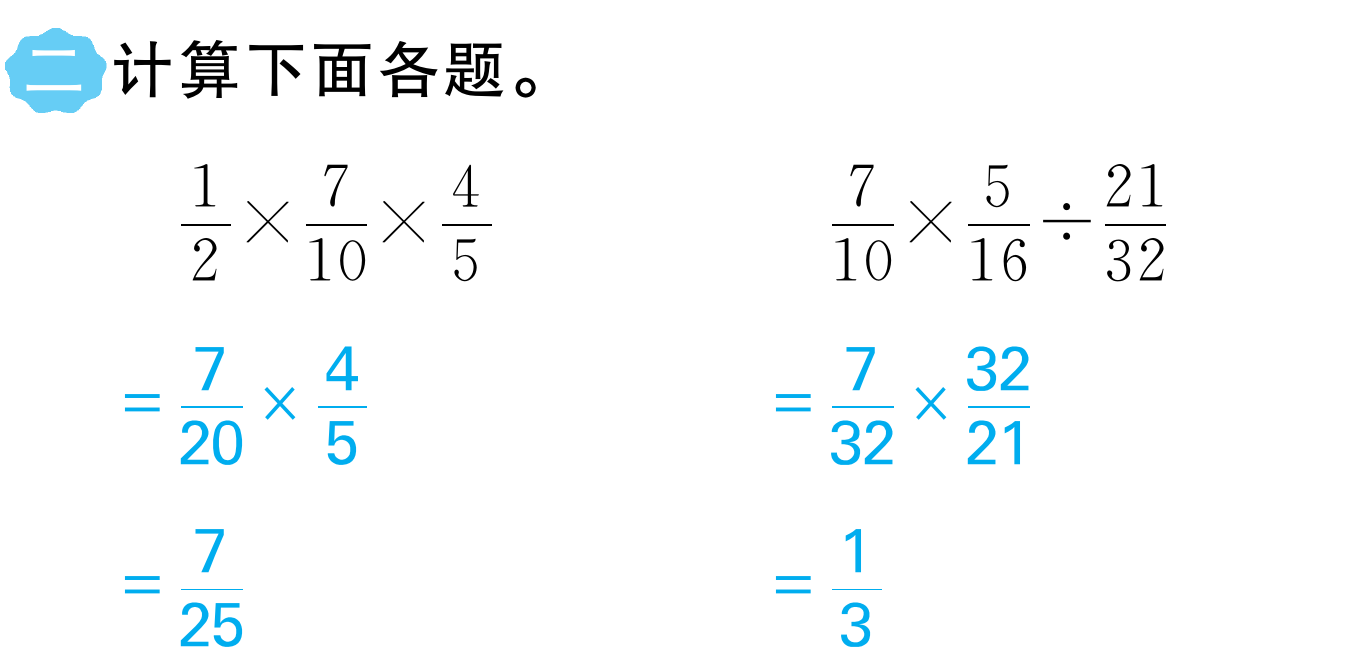 二 计算下面各题。
1/2 × 7/10 × 4/5
= 7/20 × 4/5
= 7/25
7/10 × 5/16 ÷ 21/32
= 7/32 × 32/21
= 1/3